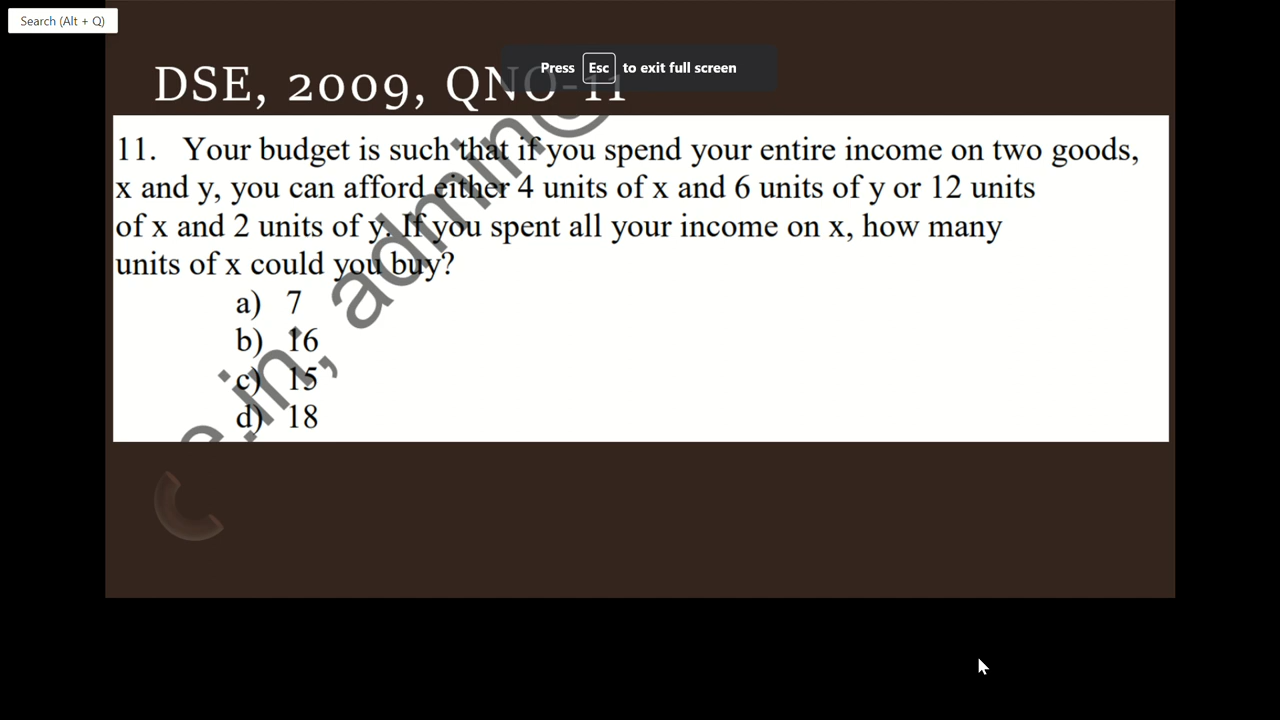 Search (Alt + Q)
Press Esc to exit full screen
DSE, 2009, QNO-11
11. Your budget is such that if you spend your entire income on two goods,
x and y, you can afford either 4 units of x and 6 units of y or 12 units
of x and 2 units of y. If you spent all your income on x, how many
units of x could you buy?
a) 7
b) 16
c) 15
d) 18
e.in; admin@